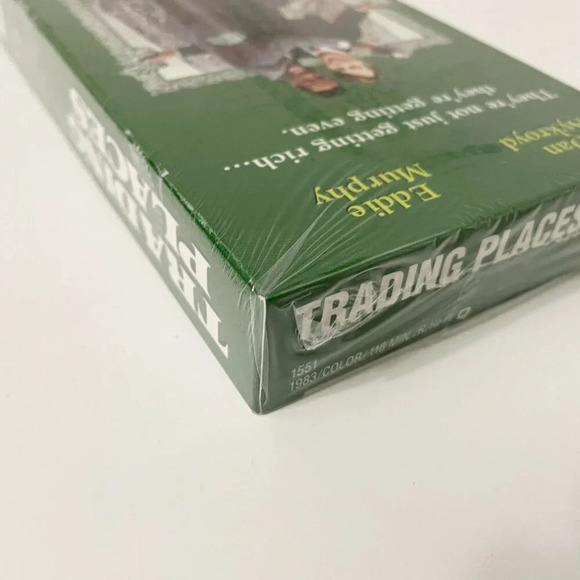 Dan
Aykroyd
Eddie
Murphy
They're not just getting rich...
they're getting even.
TRADING PLACES
1551
1983/COLOR/118 MIN./R
TRADING
PLACES